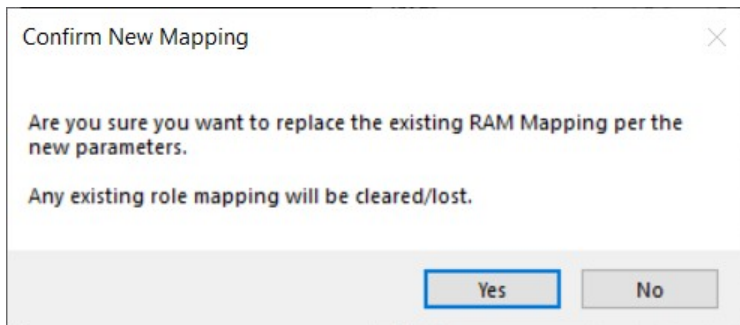 Confirm New Mapping
Are you sure you want to replace the existing RAM Mapping per the
new parameters.
Any existing role mapping will be cleared/lost.
Yes No